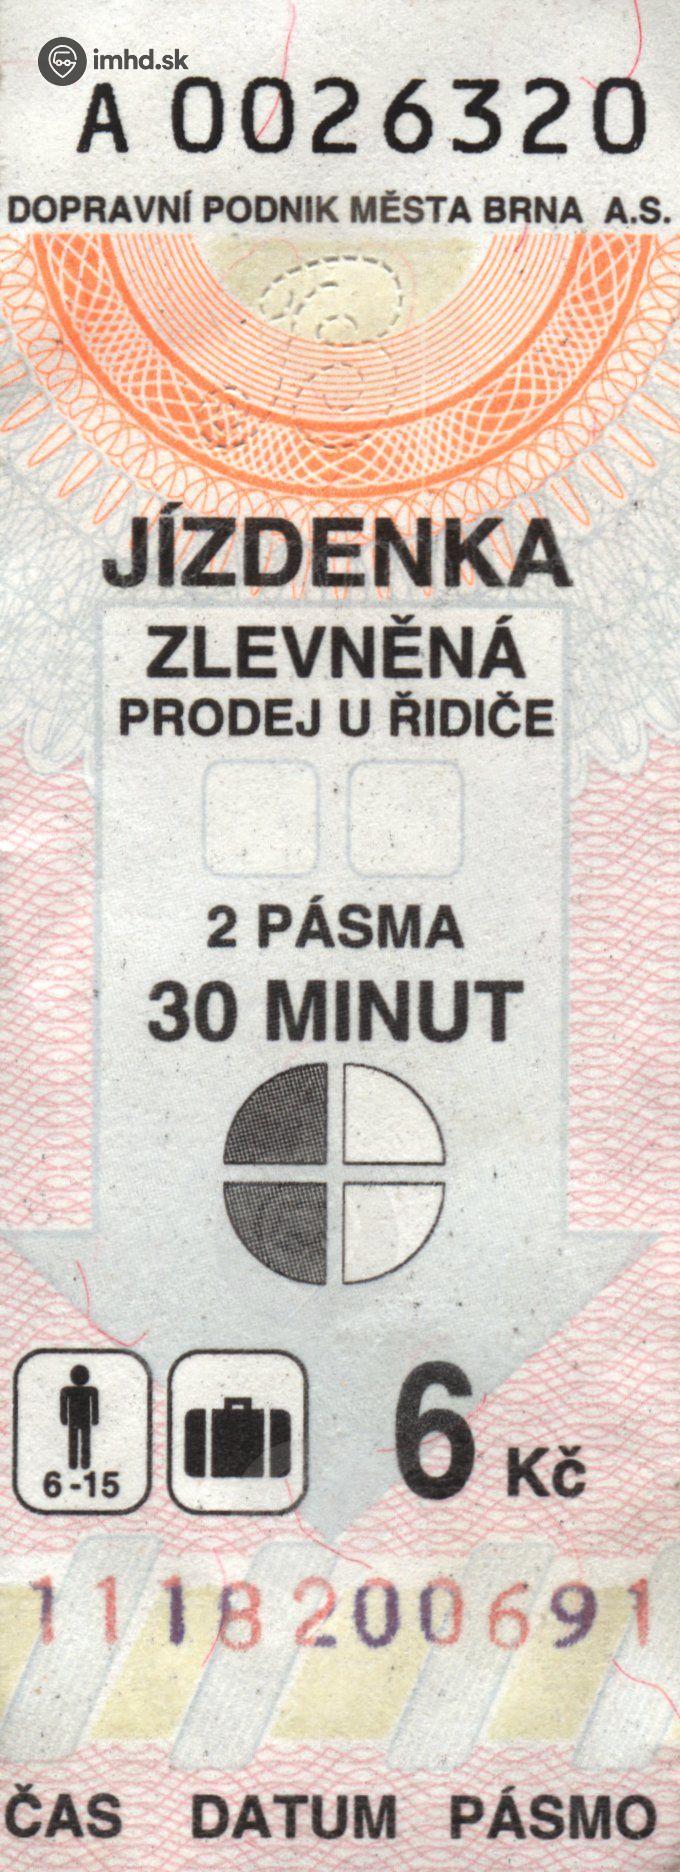 imhd.sk
A 0026320
DOPRAVNÍ PODNIK MĚSTA BRNA A.S.
JÍZDENKA
ZLEVNĚNÁ
PRODEJ U ŘIDIČE
2 PÁSMA
30 MINUT
6-15
6 Kč
1118200691
ČAS DATUM PÁSMO